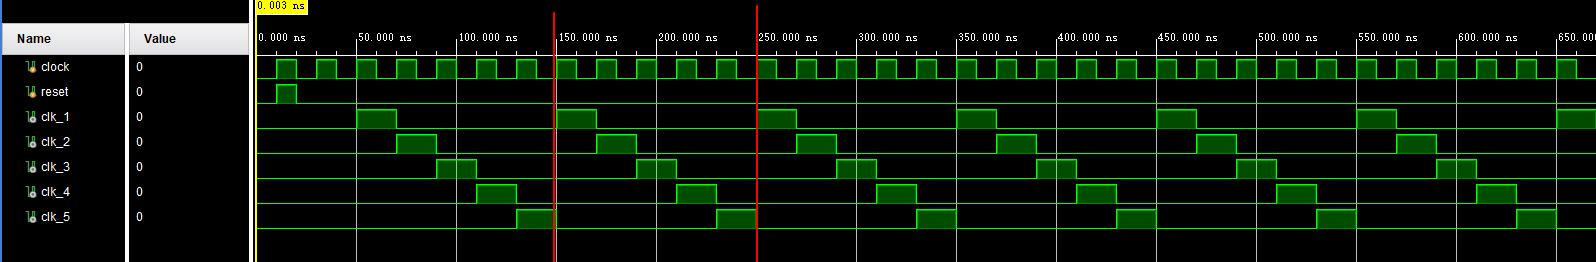 0.003 ns
Name Value
0.000 ns 50.000 ns 100.000 ns 150.000 ns 200.000 ns 250.000 ns 300.000 ns 350.000 ns 400.000 ns 450.000 ns 500.000 ns 550.000 ns 600.000 ns 650.00
clock 0
reset 0
clk_1 0
clk_2 0
clk_3 0
clk_4 0
clk_5 0